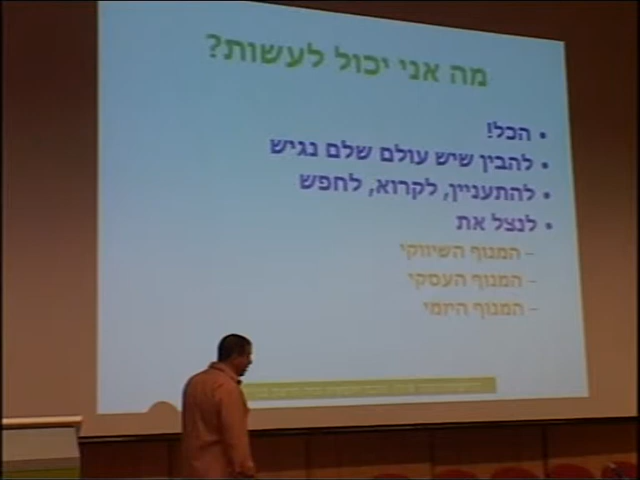 מה אני יכול לעשות?
• הכל!
• להבין שיש עולם שלם נגיש
• להתעניין, לקרוא, לחפש
• לנצל את
– המנוף השיווקי
– המנוף העסקי
– המנוף היזמי